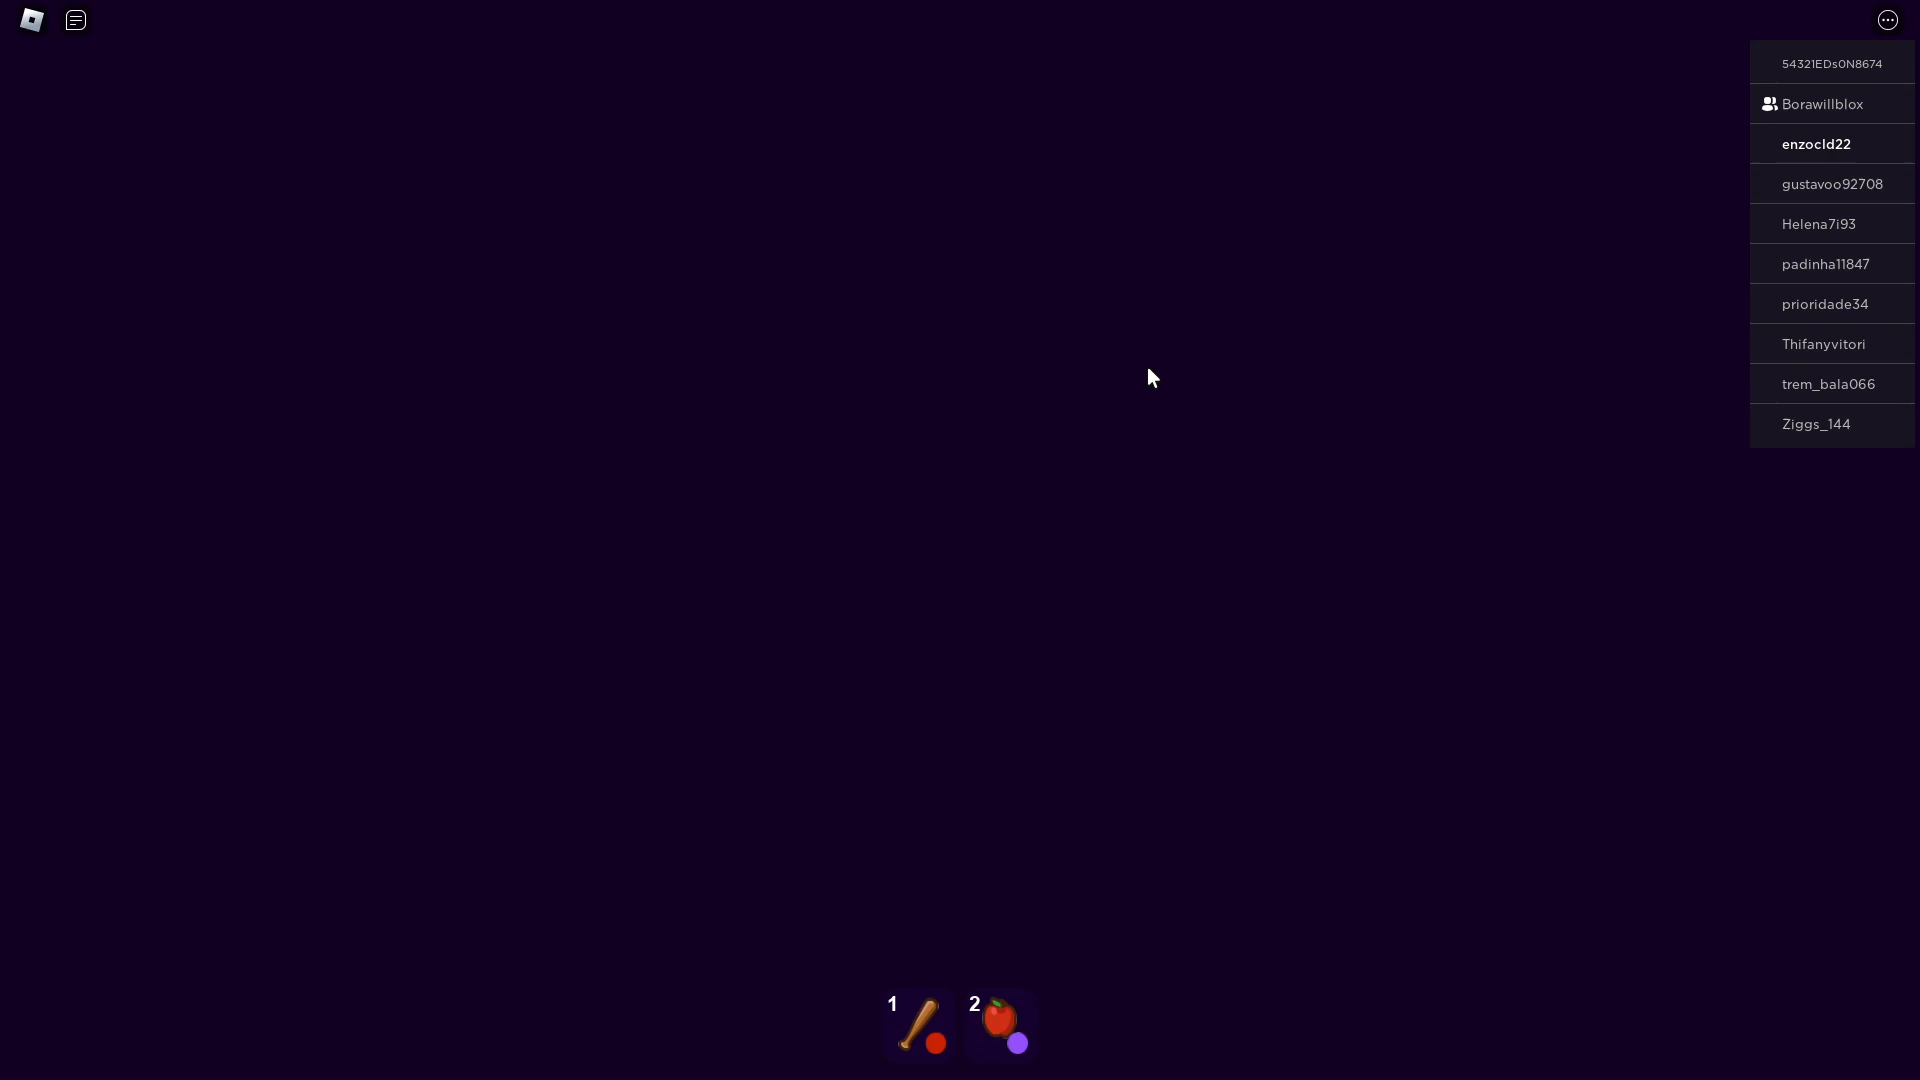 54321EDs0N8674
Borawillblox
enzocld22
gustavoo92708
Helena7i93
padinha11847
prioridade34
Thifanyvitori
trem_bala066
Ziggs_144
1
2